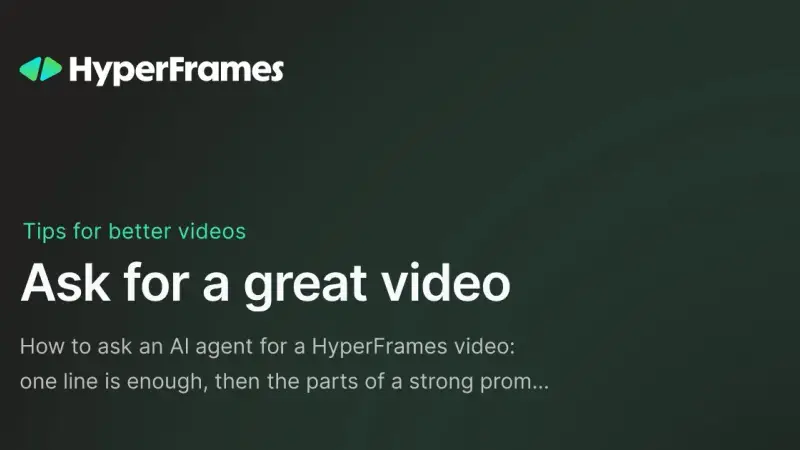 HyperFrames
Tips for better videos
Ask for a great video
How to ask an AI agent for a HyperFrames video:
one line is enough, then the parts of a strong prom...